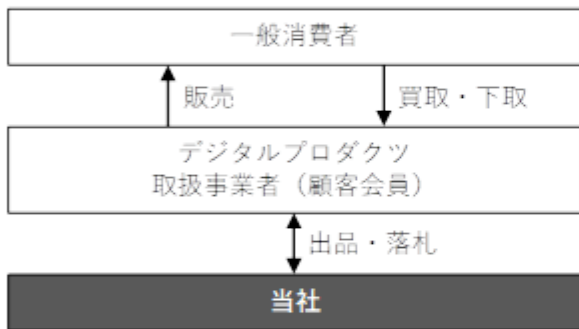 一般消費者
販売
買取・下取
デジタルプロダクツ
取扱事業者（顧客会員）
出品・落札
当社